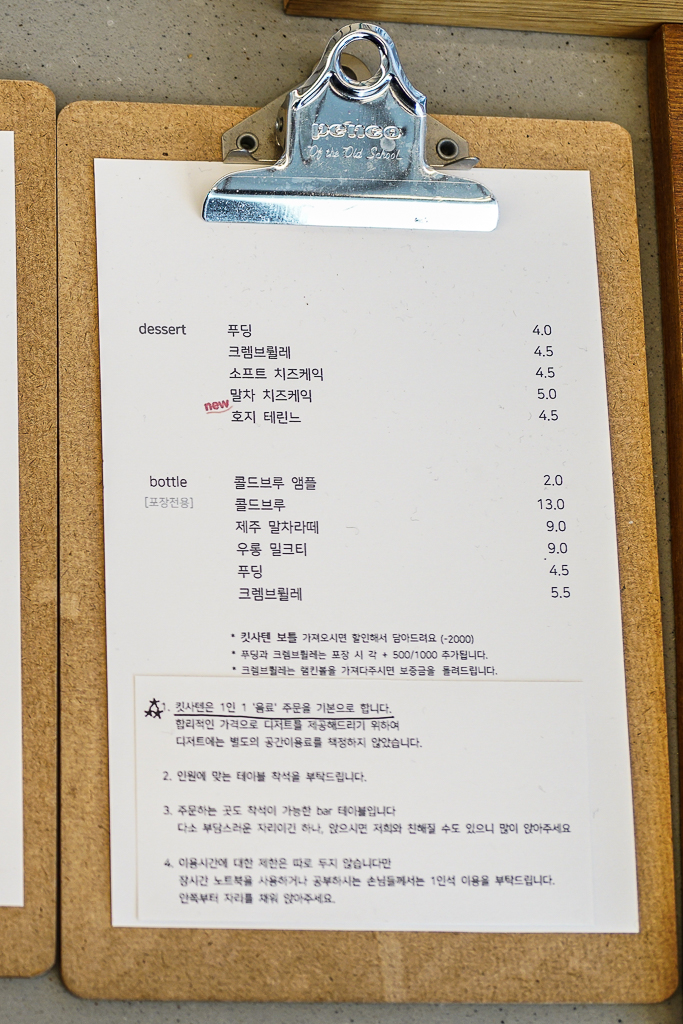 penco
Of the Old School
dessert 푸딩 4.0
크렘브륄레 4.5
소프트 치즈케익 4.5
말차 치즈케익 5.0
new 호지 테린느 4.5
bottle 콜드브루 앰플 2.0
[포장전용] 콜드브루 13.0
제주 말차라떼 9.0
우롱 밀크티 9.0
푸딩 4.5
크렘브륄레 5.5
* 킷사텐 보틀 가져오시면 할인해서 담아드려요 (-2000)
* 푸딩과 크렘브륄레는 포장 시 각 + 500/1000 추가됩니다.
* 크렘브륄레는 램킨볼을 가져다주시면 보증금을 돌려드립니다.
1. 킷사텐은 1인 1 '음료' 주문을 기본으로 합니다.
합리적인 가격으로 디저트를 제공해드리기 위하여
디저트에는 별도의 공간이용료를 책정하지 않았습니다.
2. 인원에 맞는 테이블 착석을 부탁드립니다.
3. 주문하는 곳도 착석이 가능한 bar 테이블입니다
다소 부담스러운 자리이긴 하나, 앉으시면 저희와 친해질 수도 있으니 많이 앉아주세요
4. 이용시간에 대한 제한은 따로 두지 않습니다만
장시간 노트북을 사용하거나 공부하시는 손님들께서는 1인석 이용을 부탁드립니다.
안쪽부터 자리를 채워 앉아주세요.